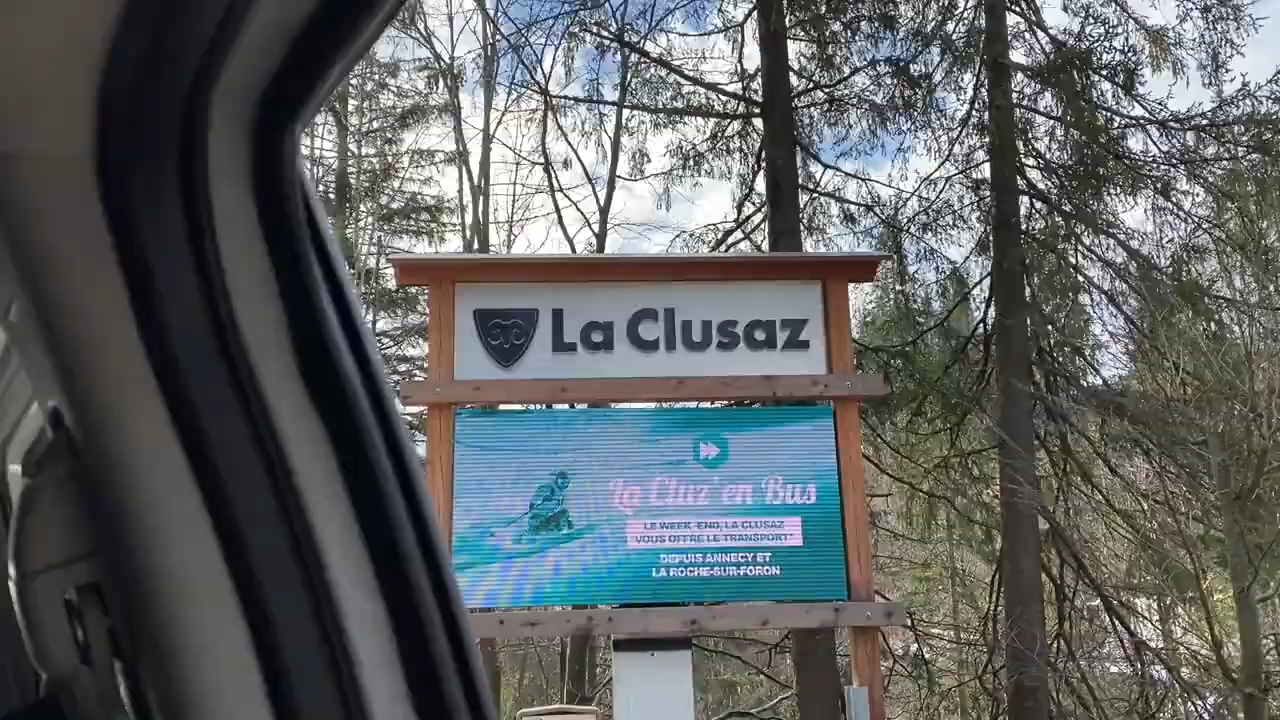 La Clusaz
La Cluz'en Bus
LE WEEK-END, LA CLUSAZ
VOUS OFFRE LE TRANSPORT*
DEPUIS ANNECY ET
LA ROCHE-SUR-FORON